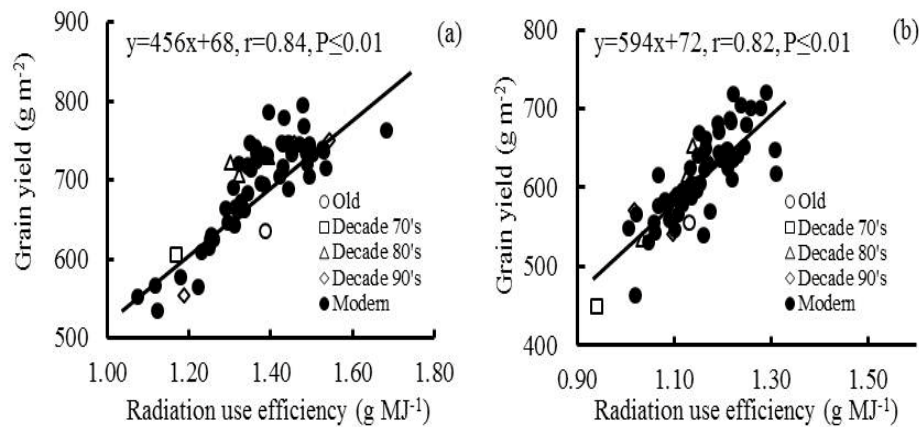 y=456x+68, r=0.84, P≤0.01
(a)
Grain yield (g m-2)
900
800
700
600
500
Old
Decade 70's
Decade 80's
Decade 90's
Modern
1.00 1.20 1.40 1.60 1.80
Radiation use efficiency (g MJ-1)
y=594x+72, r=0.82, P≤0.01
(b)
Grain yield (g m-2)
800
700
600
500
400
Old
Decade 70's
Decade 80's
Decade 90's
Modern
0.90 1.10 1.30 1.50
Radiation use efficiency (g MJ-1)